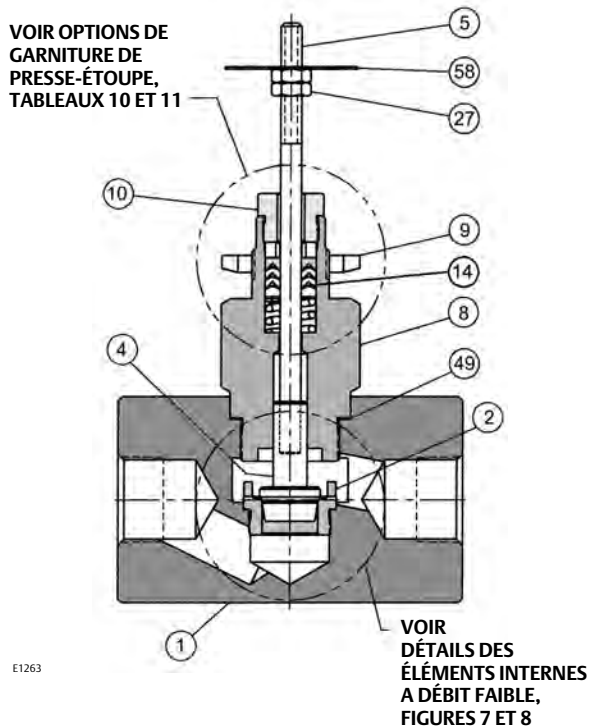 VOIR OPTIONS DE
GARNITURE DE
PRESSE-ÉTOUPE,
TABLEAUX 10 ET 11
5
58
27
10
9
14
8
49
2
4
1
E1263
VOIR
DÉTAILS DES
ÉLÉMENTS INTERNES
A DÉBIT FAIBLE,
FIGURES 7 ET 8